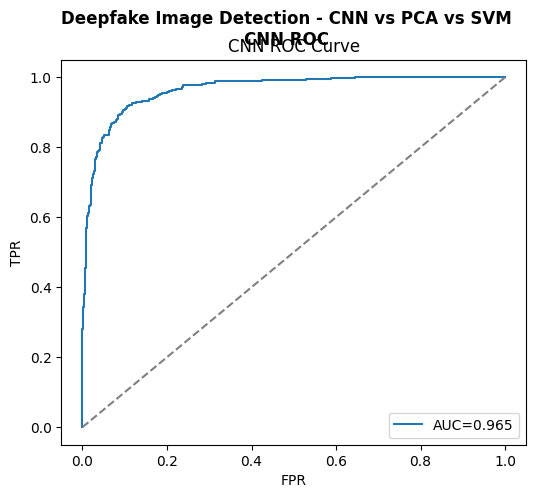 Deepfake Image Detection - CNN vs PCA vs SVM
CNN ROC
CNN ROC Curve
1.0
0.8
0.6
0.4
0.2
0.0
TPR
AUC=0.965
0.0 0.2 0.4 0.6 0.8 1.0
FPR